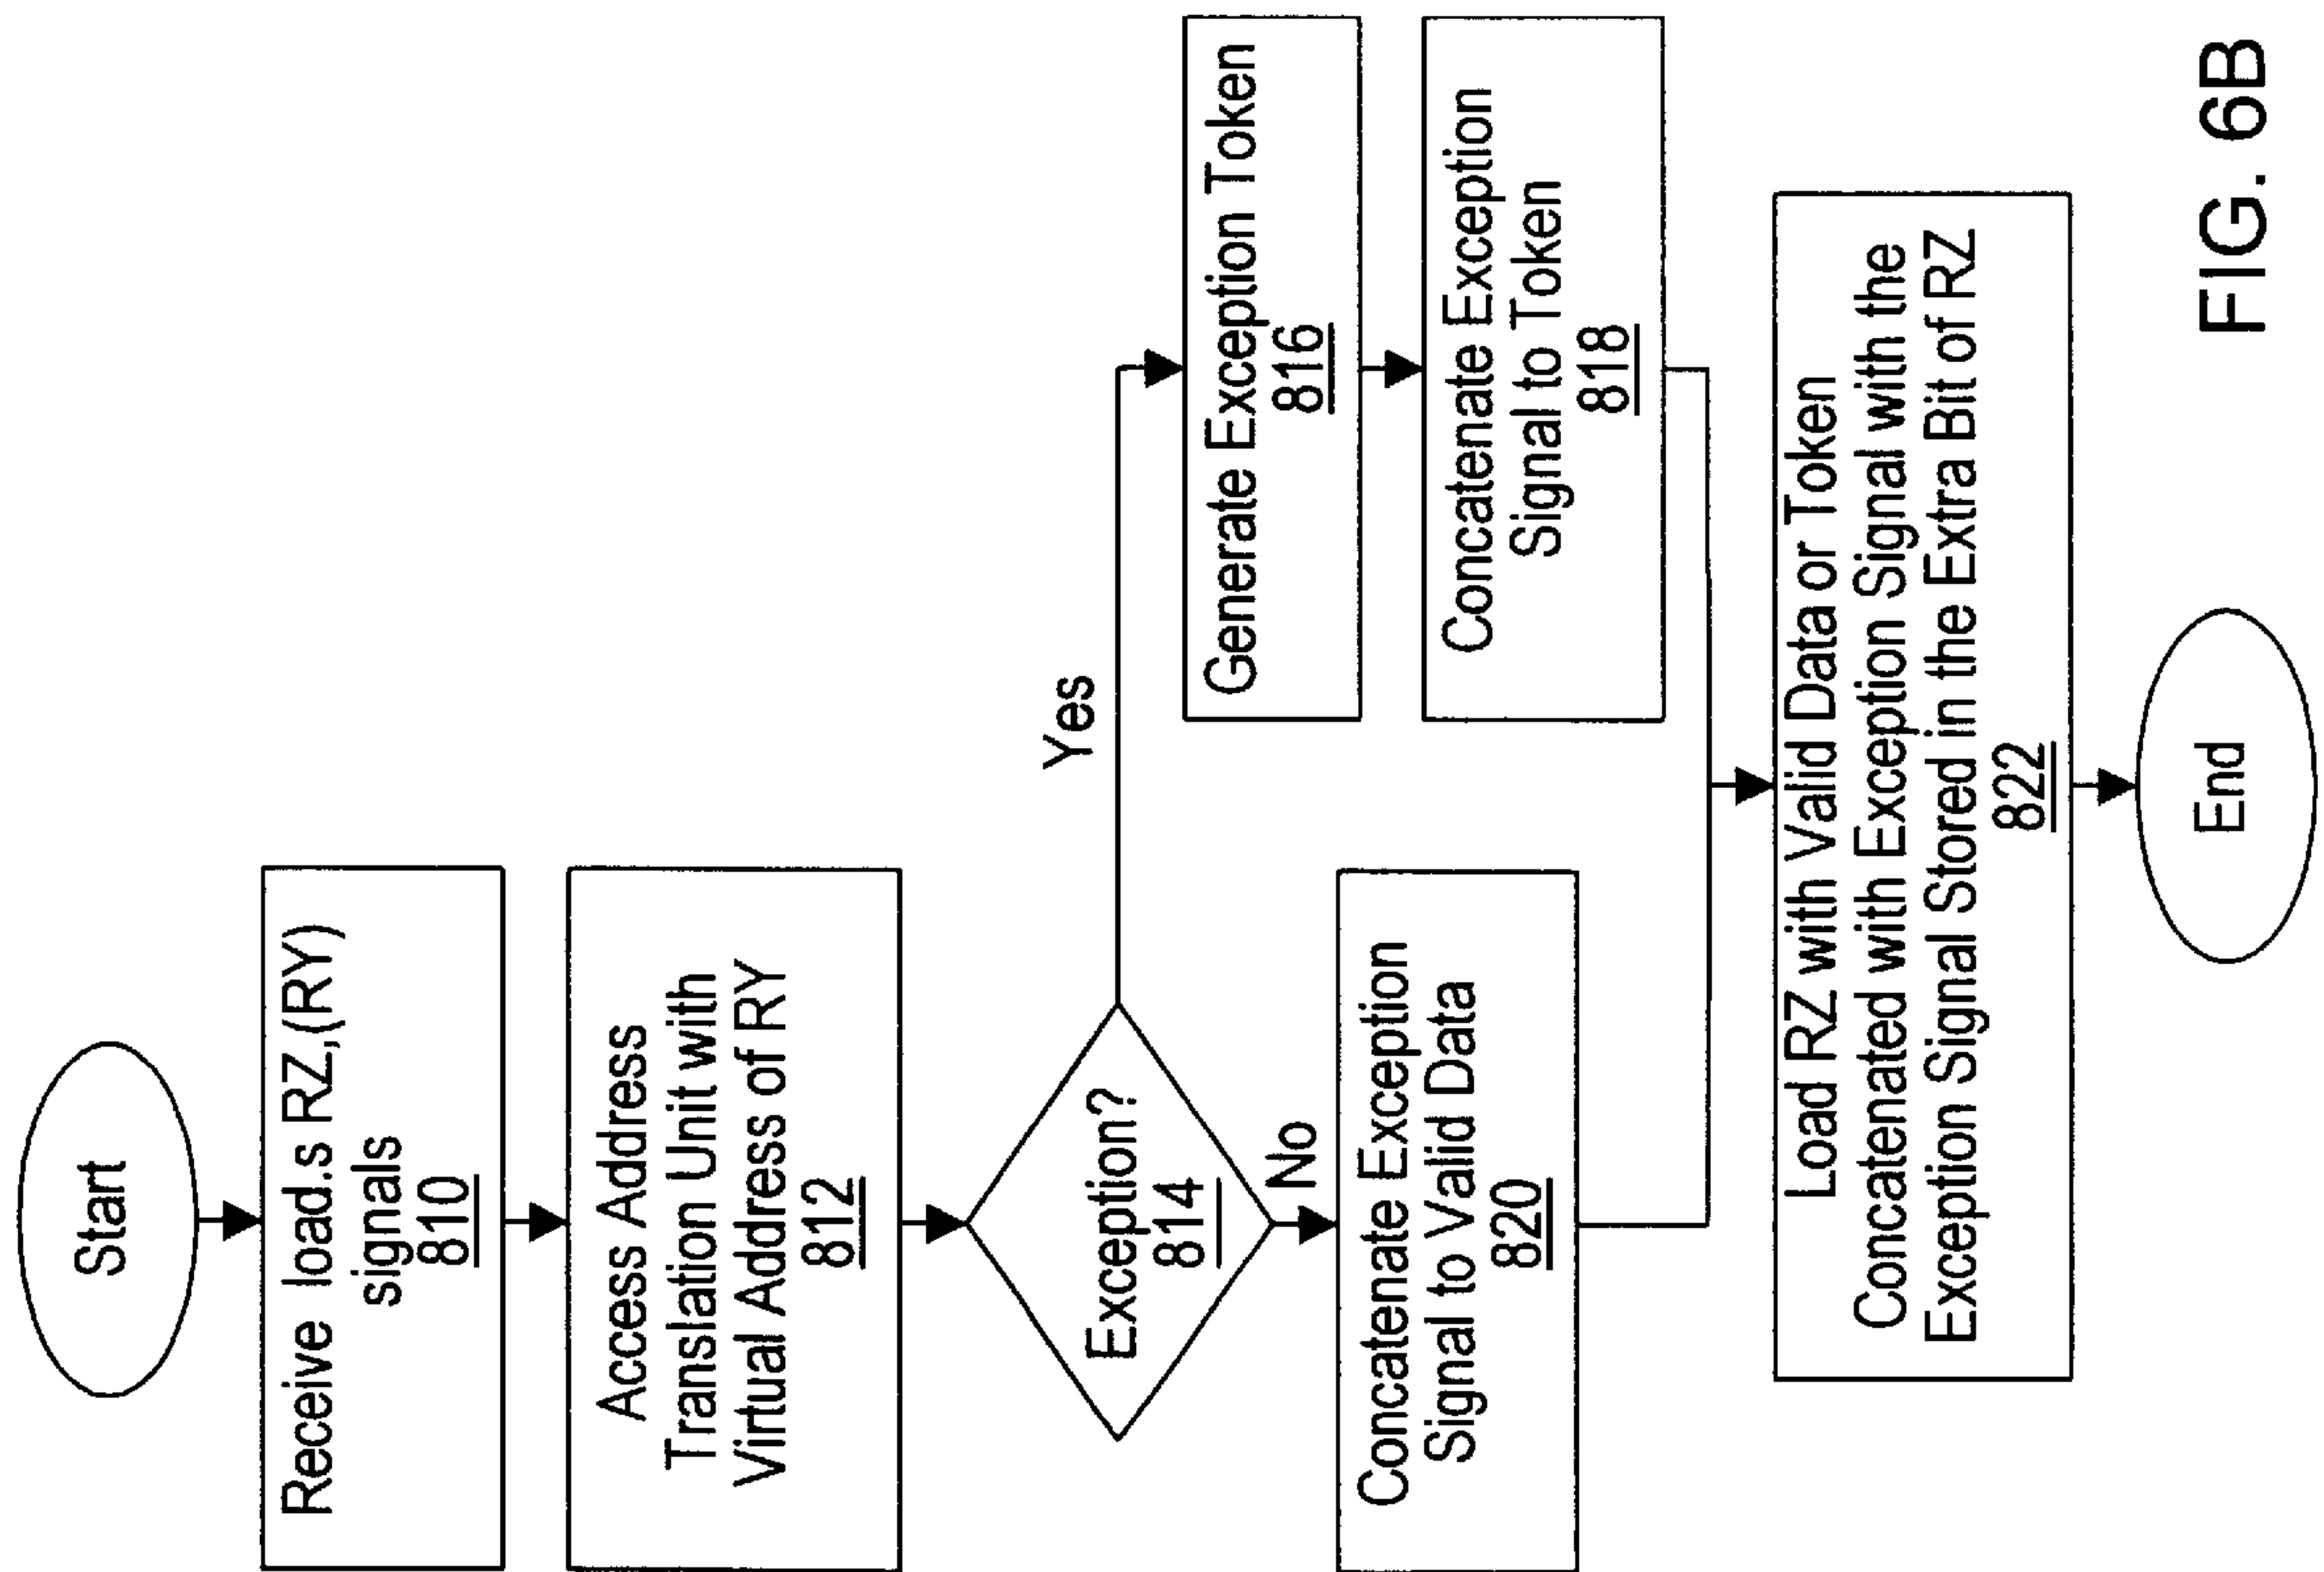 Start
Receive load.s RZ,(RY)
signals
810
Access Address
Translation Unit with
Virtual Address of RY
812
Exception?
814
Yes
No
Generate Exception Token
816
Concatenate Exception
Signal to Token
818
Concatenate Exception
Signal to Valid Data
820
Load RZ with Valid Data or Token
Concatenated with Exception Signal with the
Exception Signal Stored in the Extra Bit of RZ
822
End
FIG. 6B